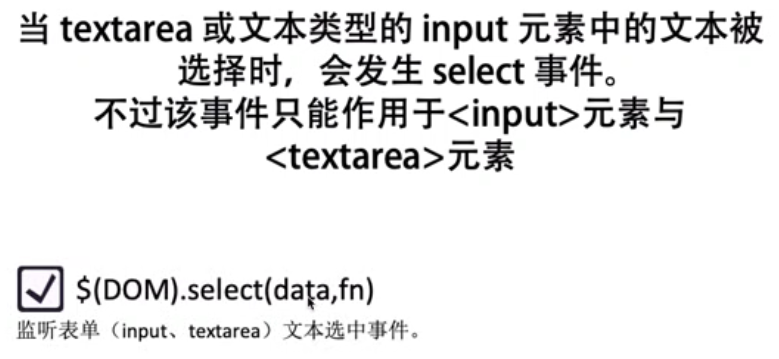 当 textarea 或文本类型的 input 元素中的文本被
选择时，会发生 select 事件。
不过该事件只能作用于<input>元素与
<textarea>元素
$(DOM).select(data,fn)
监听表单（input、textarea）文本选中事件。